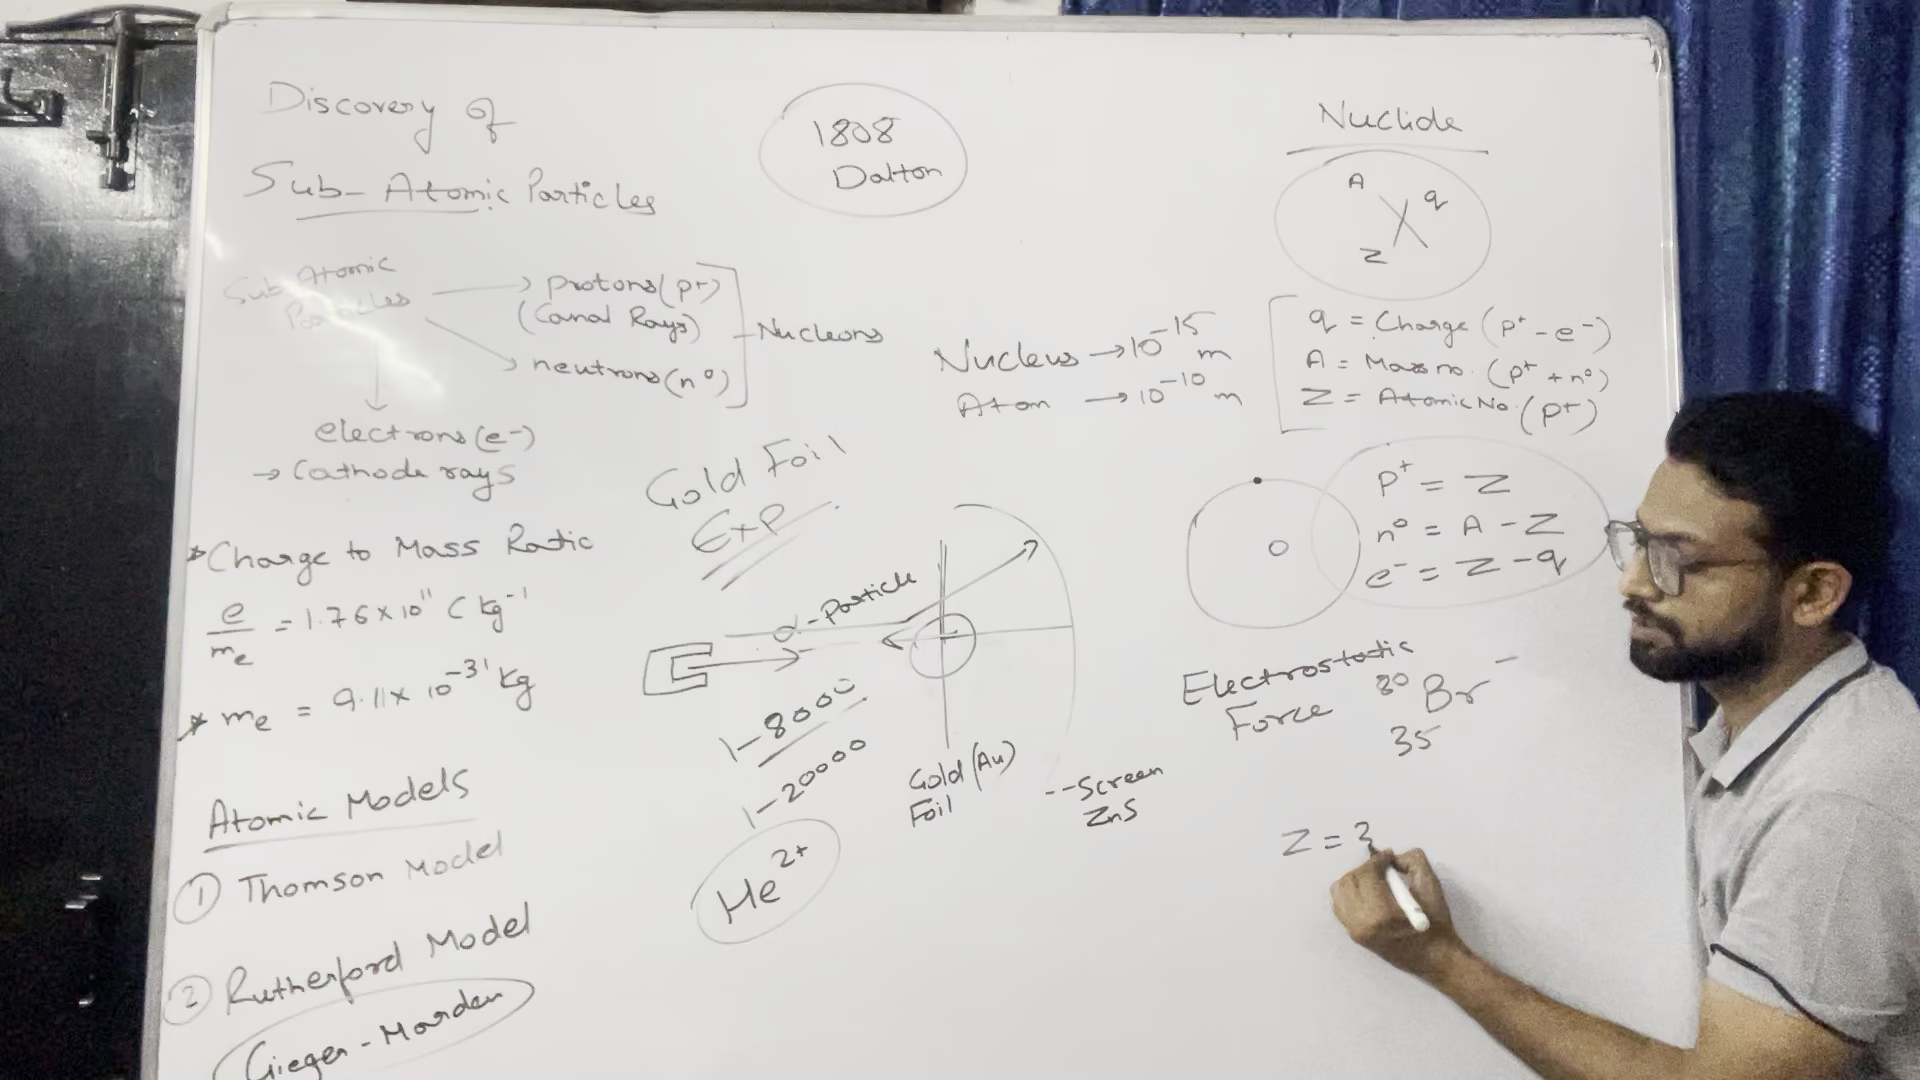 Discovery of
Sub-Atomic Particles
Sub Atomic
Particles
protons(p+)
(Canal Rays)
neutrons(n°)
Nucleons
electrons(e-)
→ Cathode rays
* Charge to Mass Ratio
e/me = 1.76×10^11 C kg^-1
* me = 9.11× 10^-31 kg
Atomic Models
① Thomson Model
② Rutherford Model
Gieger-Marsden
1808
Dalton
Nucleus → 10^-15 m
Atom → 10^-10 m
Gold Foil
Exp
α-Particle
1-8000
1-20000
He^2+
Gold (Au)
Foil
--Screen
ZnS
Nuclide
A
X q
Z
q = Charge (p+ - e-)
A = Mass no. (p+ + n°)
Z = Atomic No. (p+)
p+ = Z
n° = A - Z
e- = Z - q
Electrostatic
Force
80 Br -
35
Z = 3